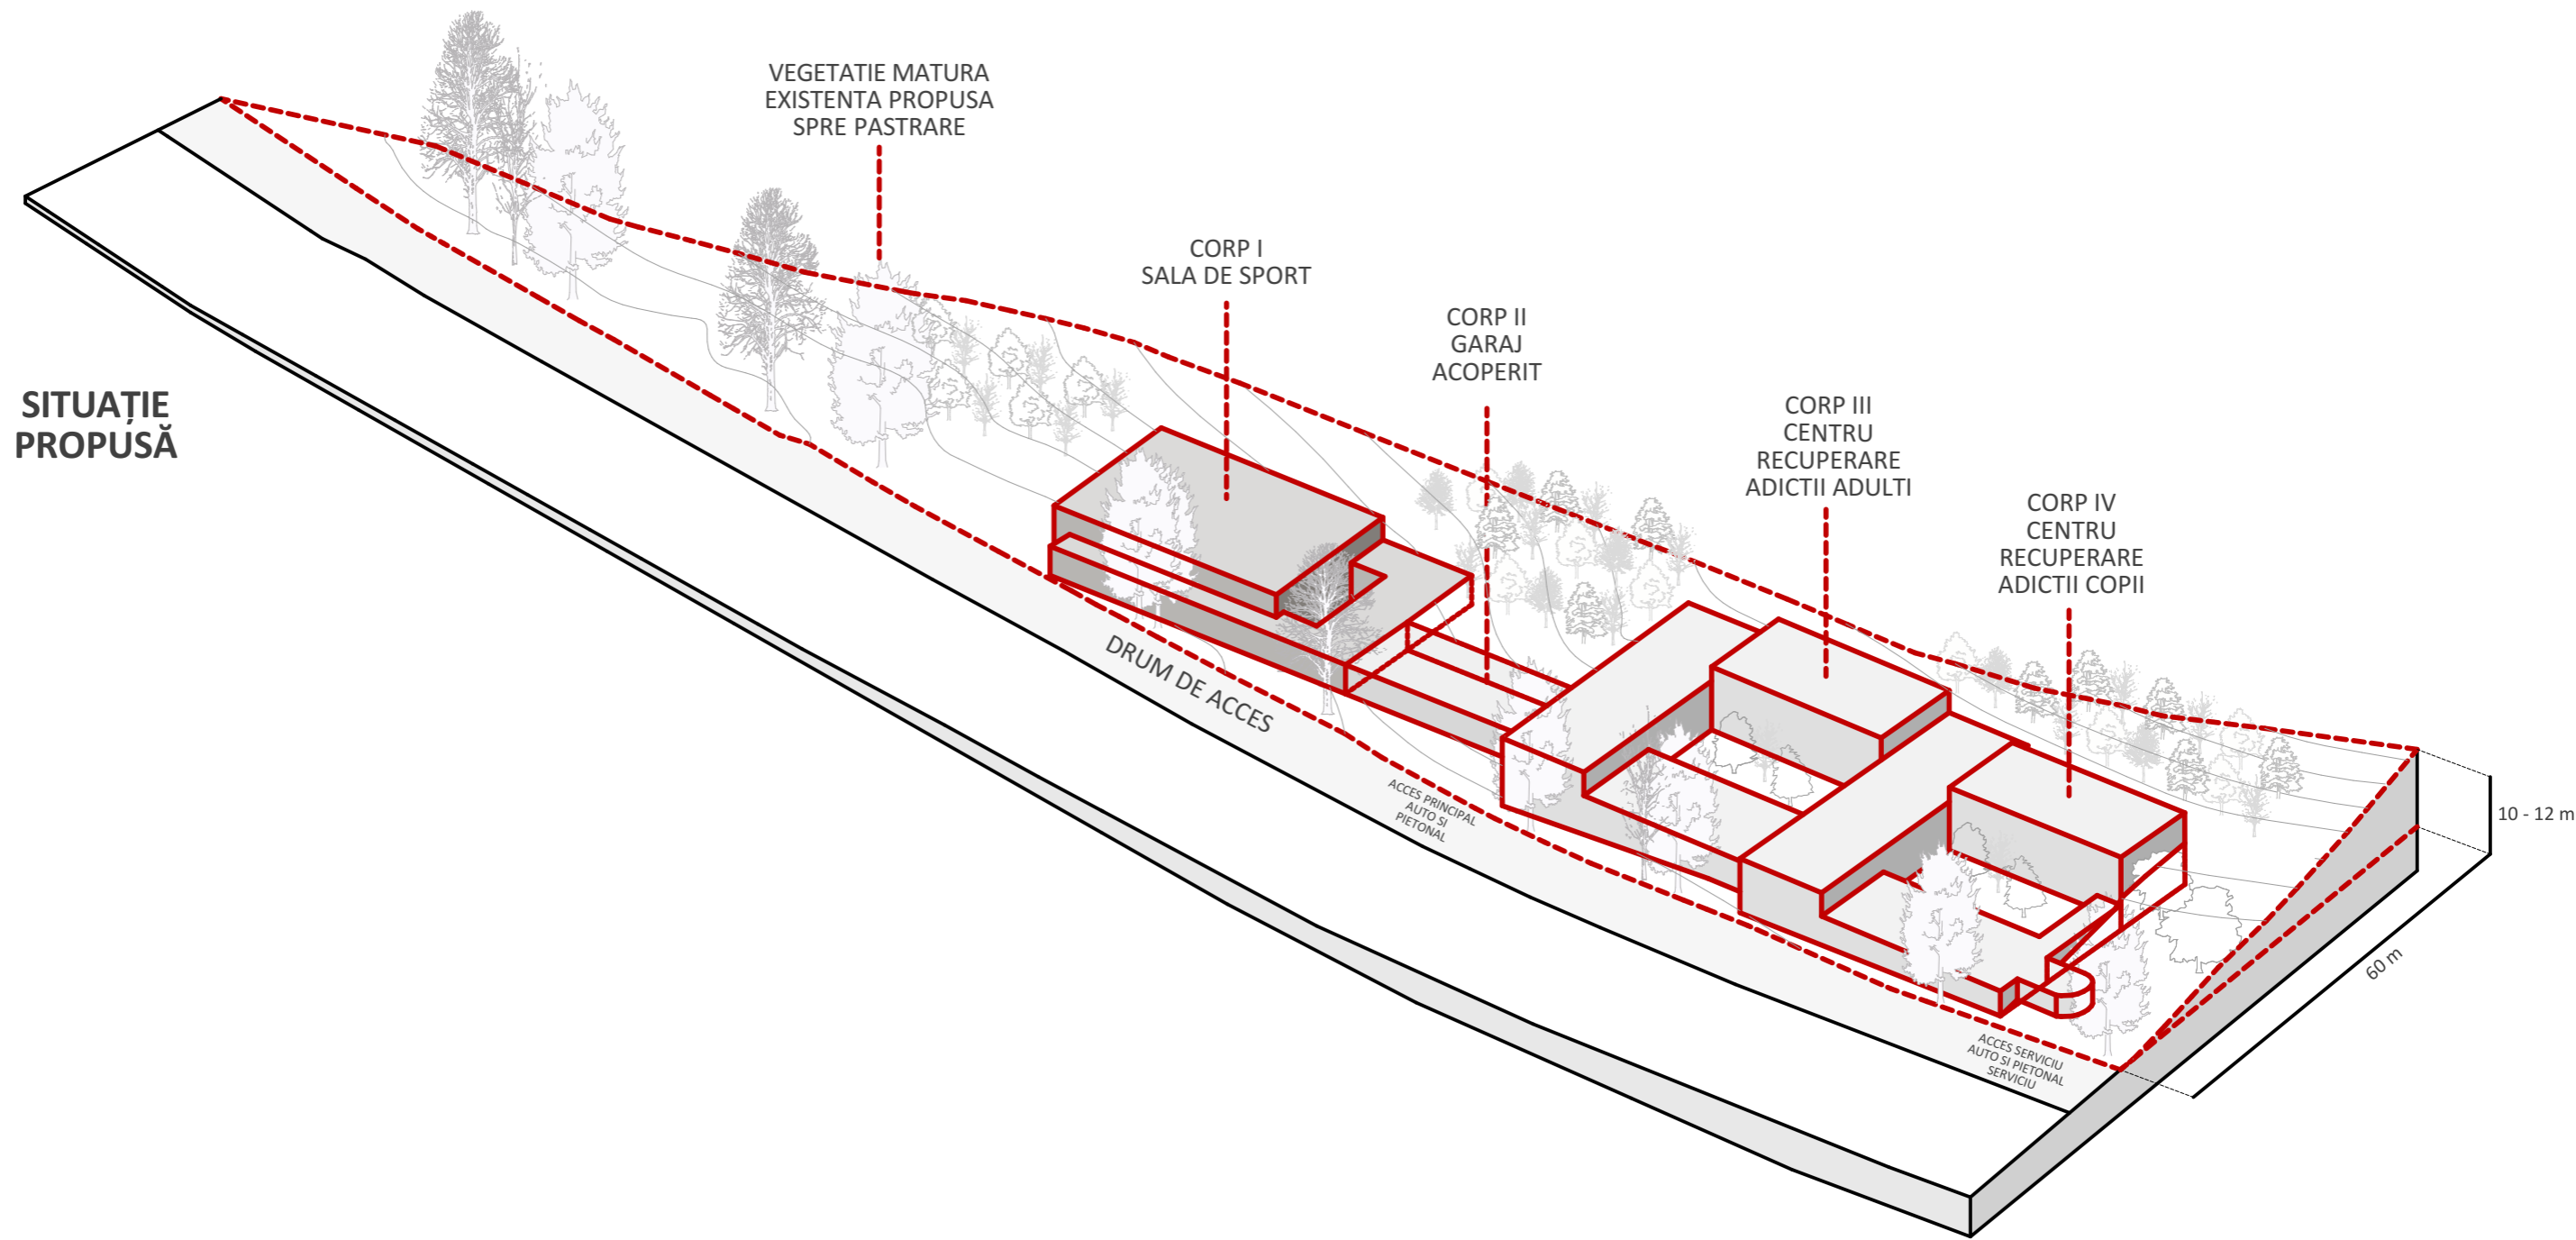 VEGETATIE MATURA
EXISTENTA PROPUSA
SPRE PASTRARE
CORP I
SALA DE SPORT
CORP II
GARAJ
ACOPERIT
SITUAȚIE
PROPUSĂ
CORP III
CENTRU
RECUPERARE
ADICTII ADULTI
CORP IV
CENTRU
RECUPERARE
ADICTII COPII
DRUM DE ACCES
ACCES PRINCIPAL
AUTO SI
PIETONAL
10 - 12 m
60 m
ACCES SERVICIU
AUTO SI PIETONAL
SERVICIU